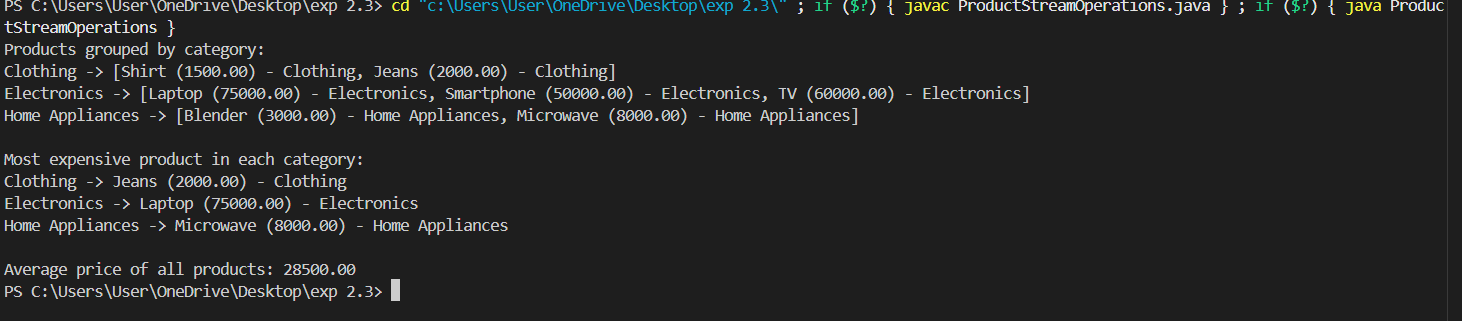 PS C:\Users\User\OneDrive\Desktop\exp 2.3> cd "c:\Users\User\OneDrive\Desktop\exp 2.3\" ; if ($?) { javac ProductStreamOperations.java } ; if ($?) { java Produc
tStreamOperations }
Products grouped by category:
Clothing -> [Shirt (1500.00) - Clothing, Jeans (2000.00) - Clothing]
Electronics -> [Laptop (75000.00) - Electronics, Smartphone (50000.00) - Electronics, TV (60000.00) - Electronics]
Home Appliances -> [Blender (3000.00) - Home Appliances, Microwave (8000.00) - Home Appliances]

Most expensive product in each category:
Clothing -> Jeans (2000.00) - Clothing
Electronics -> Laptop (75000.00) - Electronics
Home Appliances -> Microwave (8000.00) - Home Appliances

Average price of all products: 28500.00
PS C:\Users\User\OneDrive\Desktop\exp 2.3>